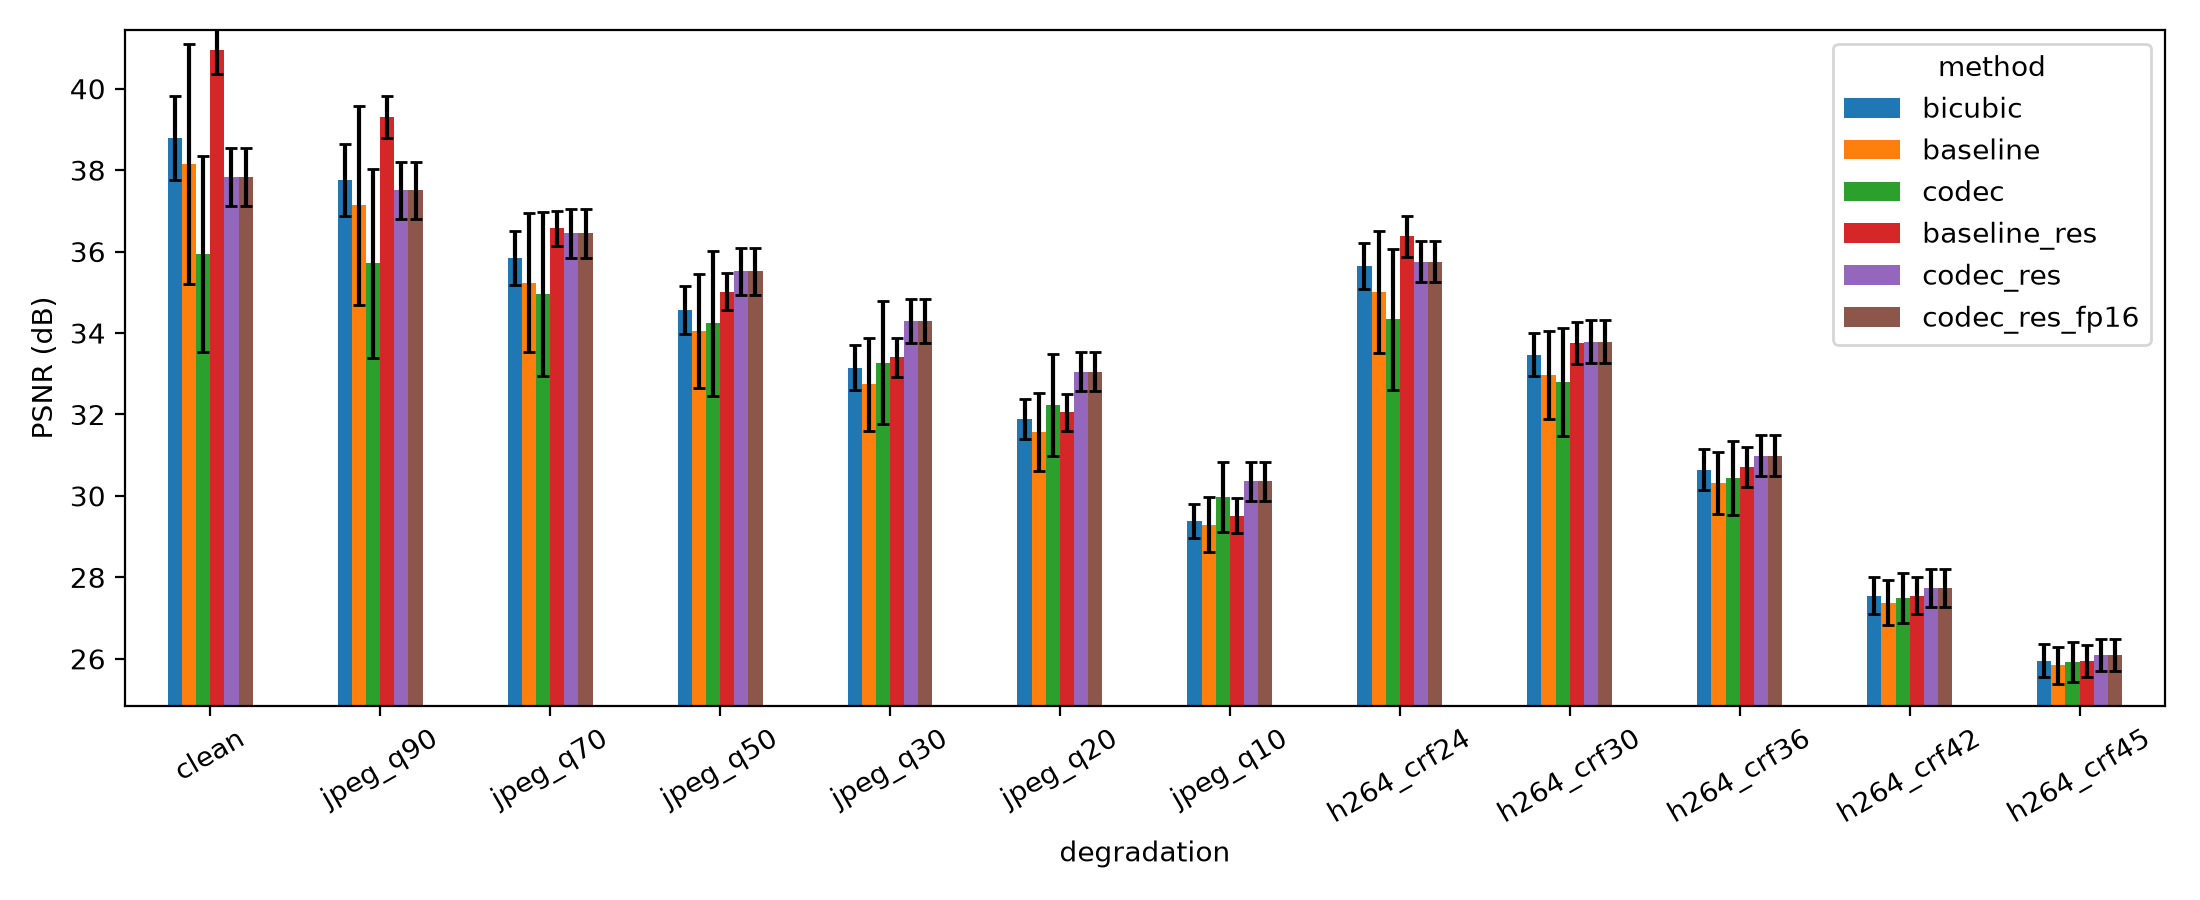 PSNR (dB)
40
38
36
34
32
30
28
26
method
bicubic
baseline
codec
baseline_res
codec_res
codec_res_fp16
clean
jpeg_q90
jpeg_q70
jpeg_q50
jpeg_q30
jpeg_q20
jpeg_q10
h264_crf24
h264_crf30
h264_crf36
h264_crf42
h264_crf45
degradation